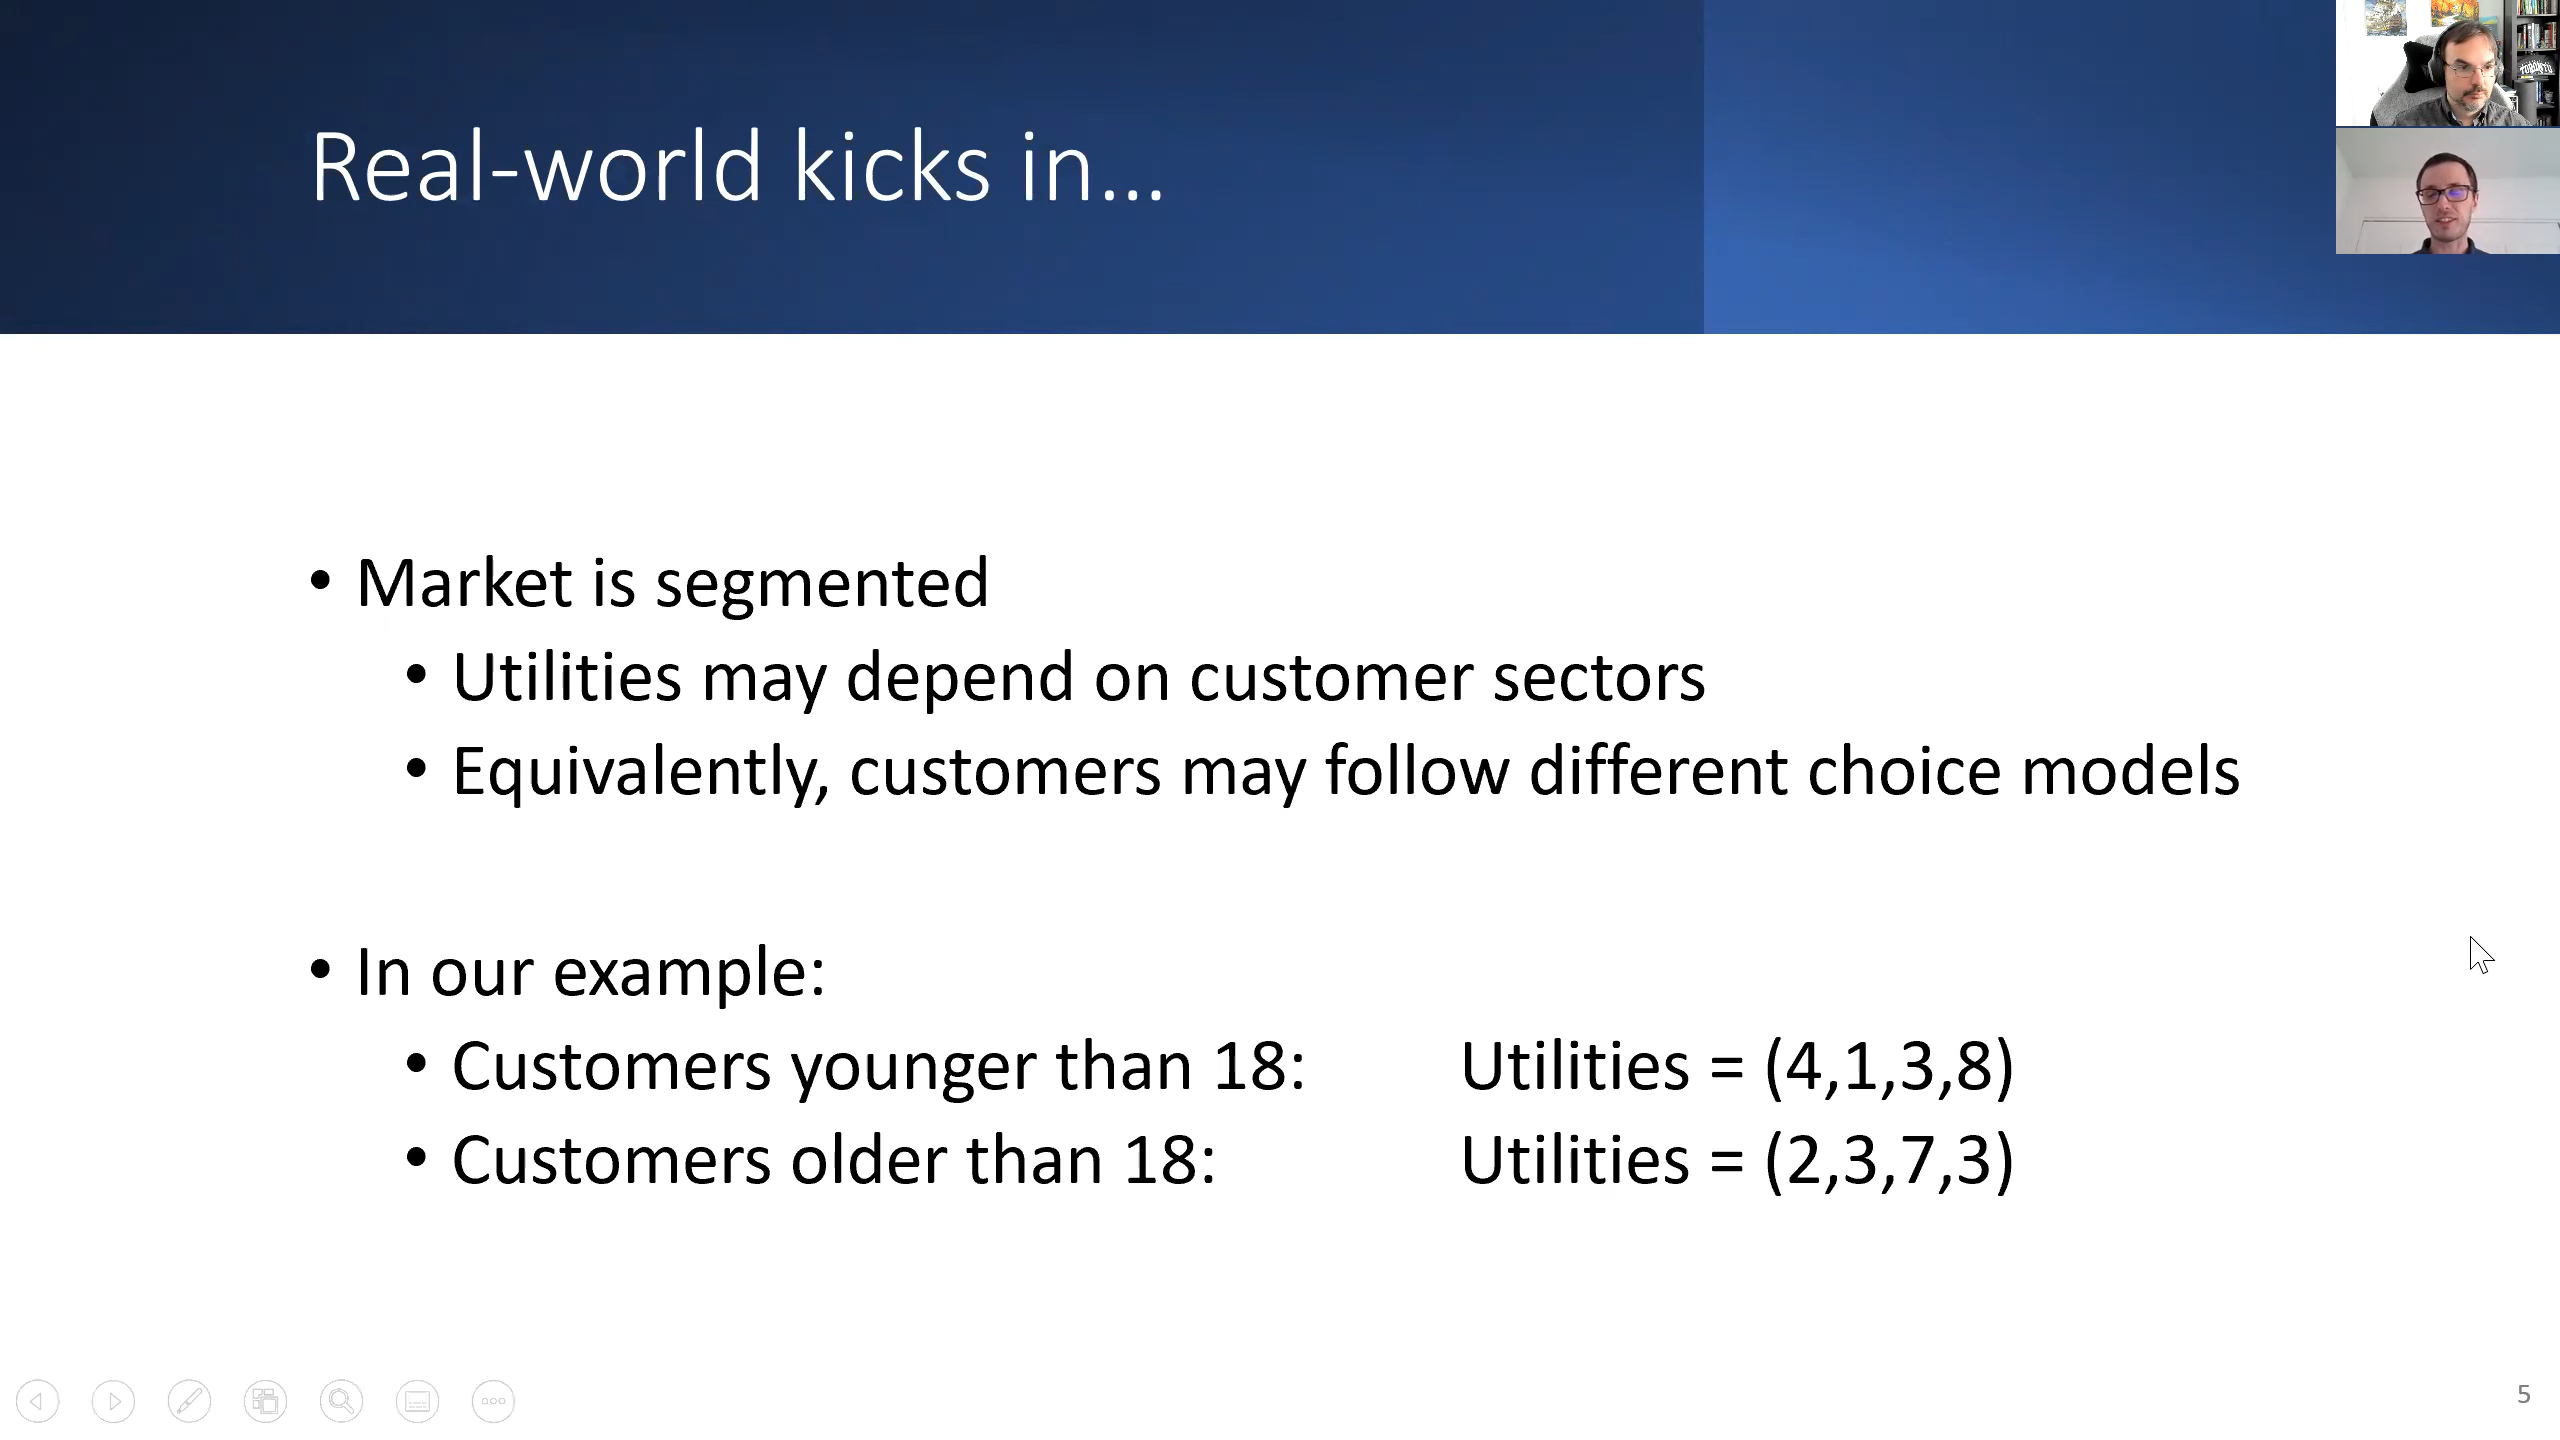 Real-world kicks in...
TORONTO
• Market is segmented
• Utilities may depend on customer sectors
• Equivalently, customers may follow different choice models
• In our example:
• Customers younger than 18: Utilities = (4,1,3,8)
• Customers older than 18: Utilities = (2,3,7,3)
5